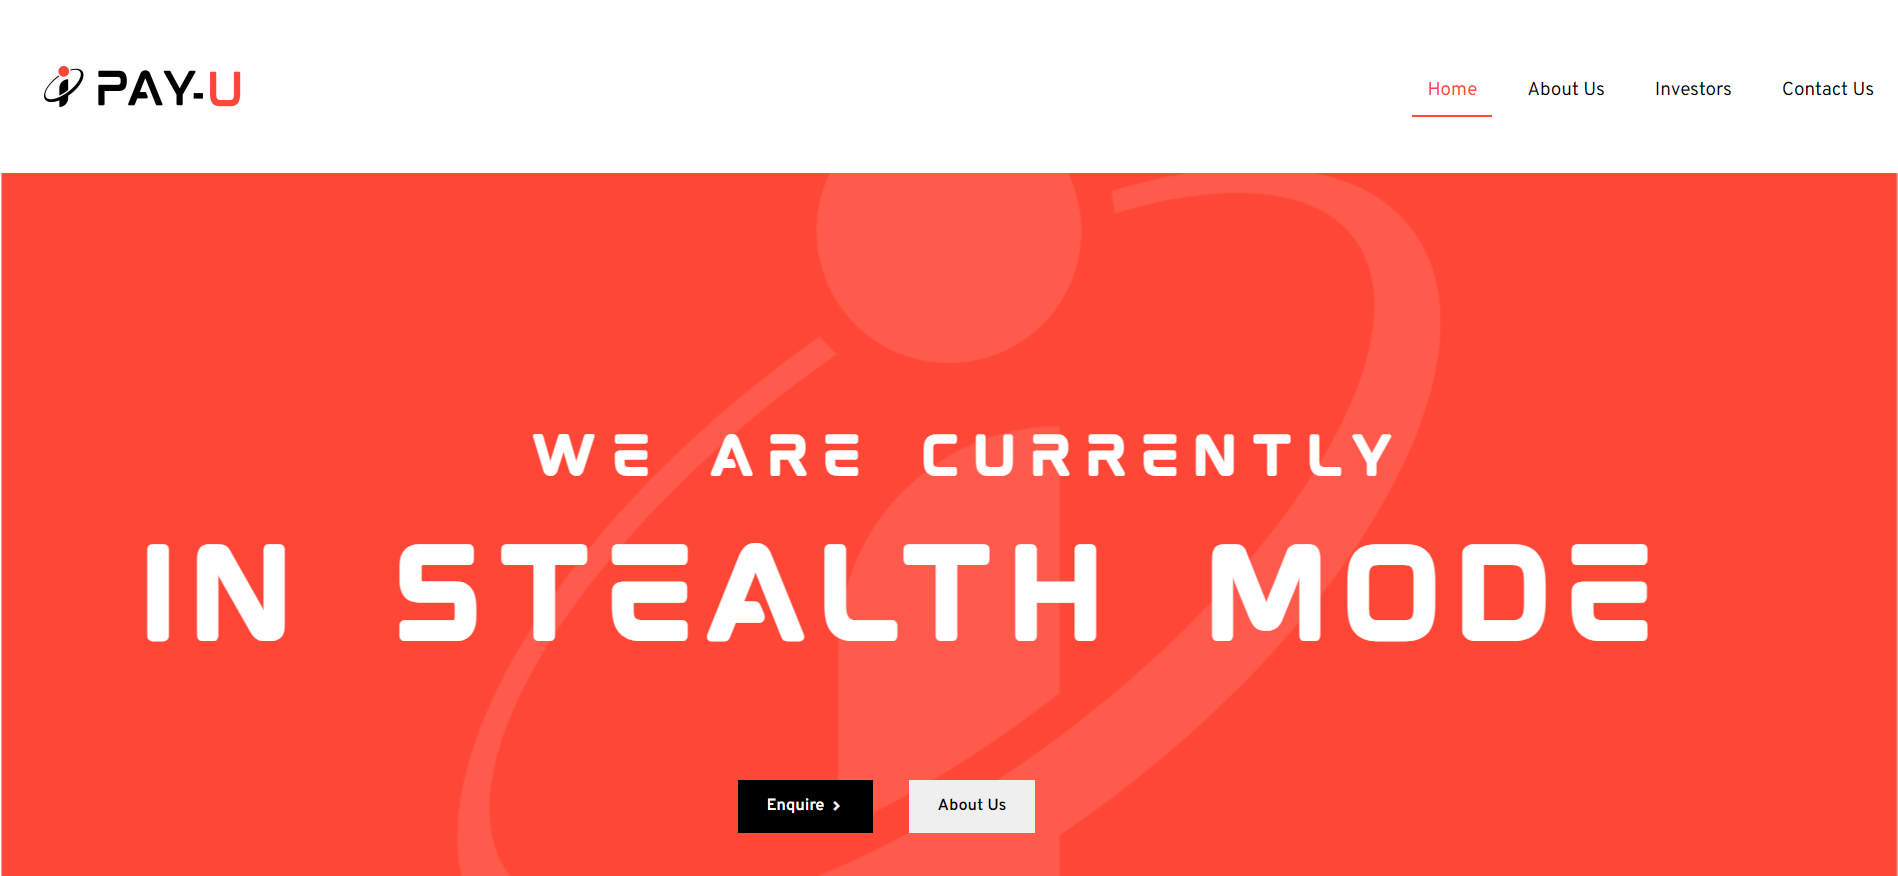 PAY-U
Home About Us Investors Contact Us
WE ARE CURRENTLY
IN STEALTH MODE
Enquire About Us